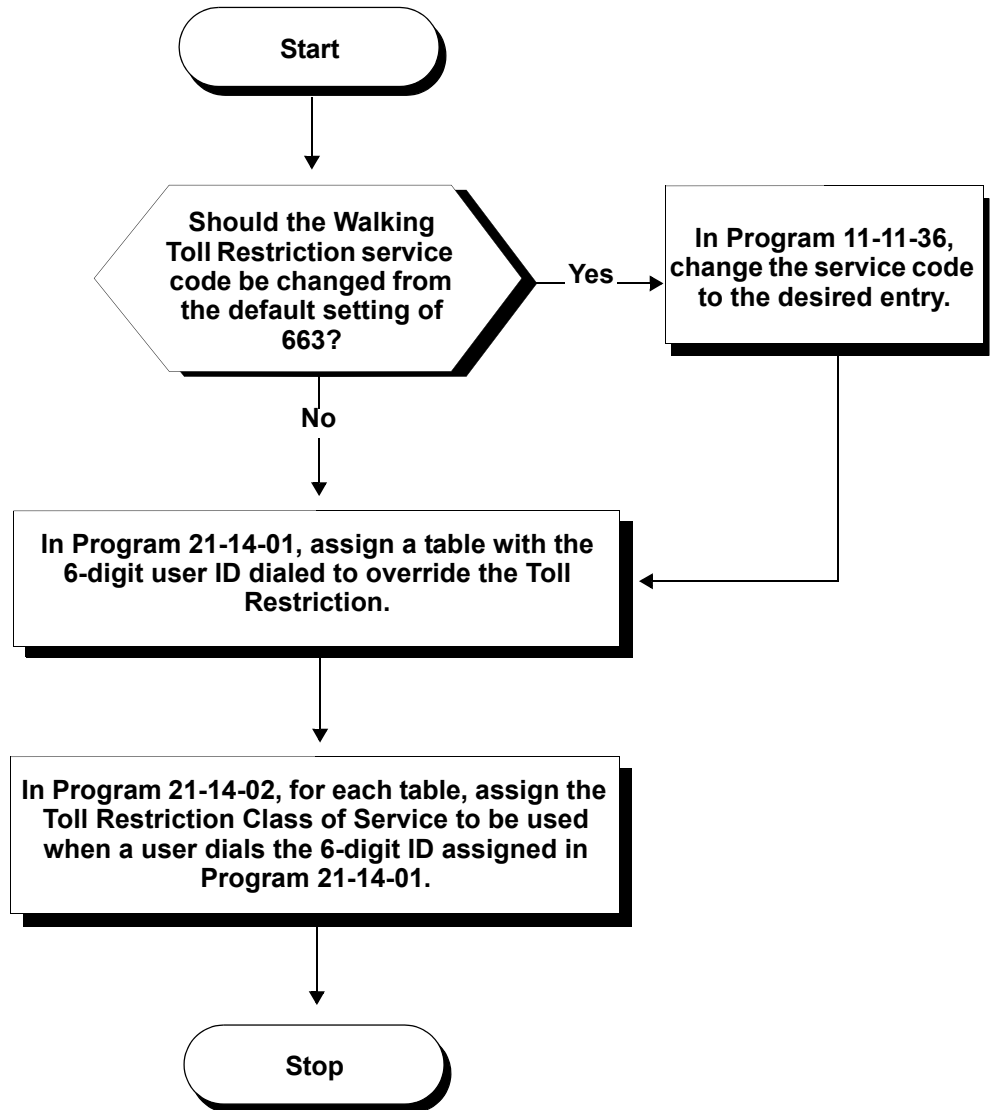 Start
Should the Walking
Toll Restriction service
code be changed from
the default setting of
663?
Yes
In Program 11-11-36,
change the service code
to the desired entry.
No
In Program 21-14-01, assign a table with the
6-digit user ID dialed to override the Toll
Restriction.
In Program 21-14-02, for each table, assign the
Toll Restriction Class of Service to be used
when a user dials the 6-digit ID assigned in
Program 21-14-01.
Stop